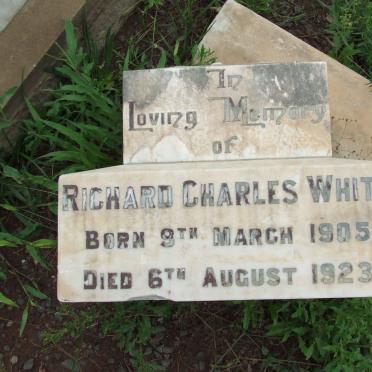 In
Loving Memory
of
RICHARD CHARLES WHIT
BORN 9TH MARCH 1905
DIED 6TH AUGUST 1923